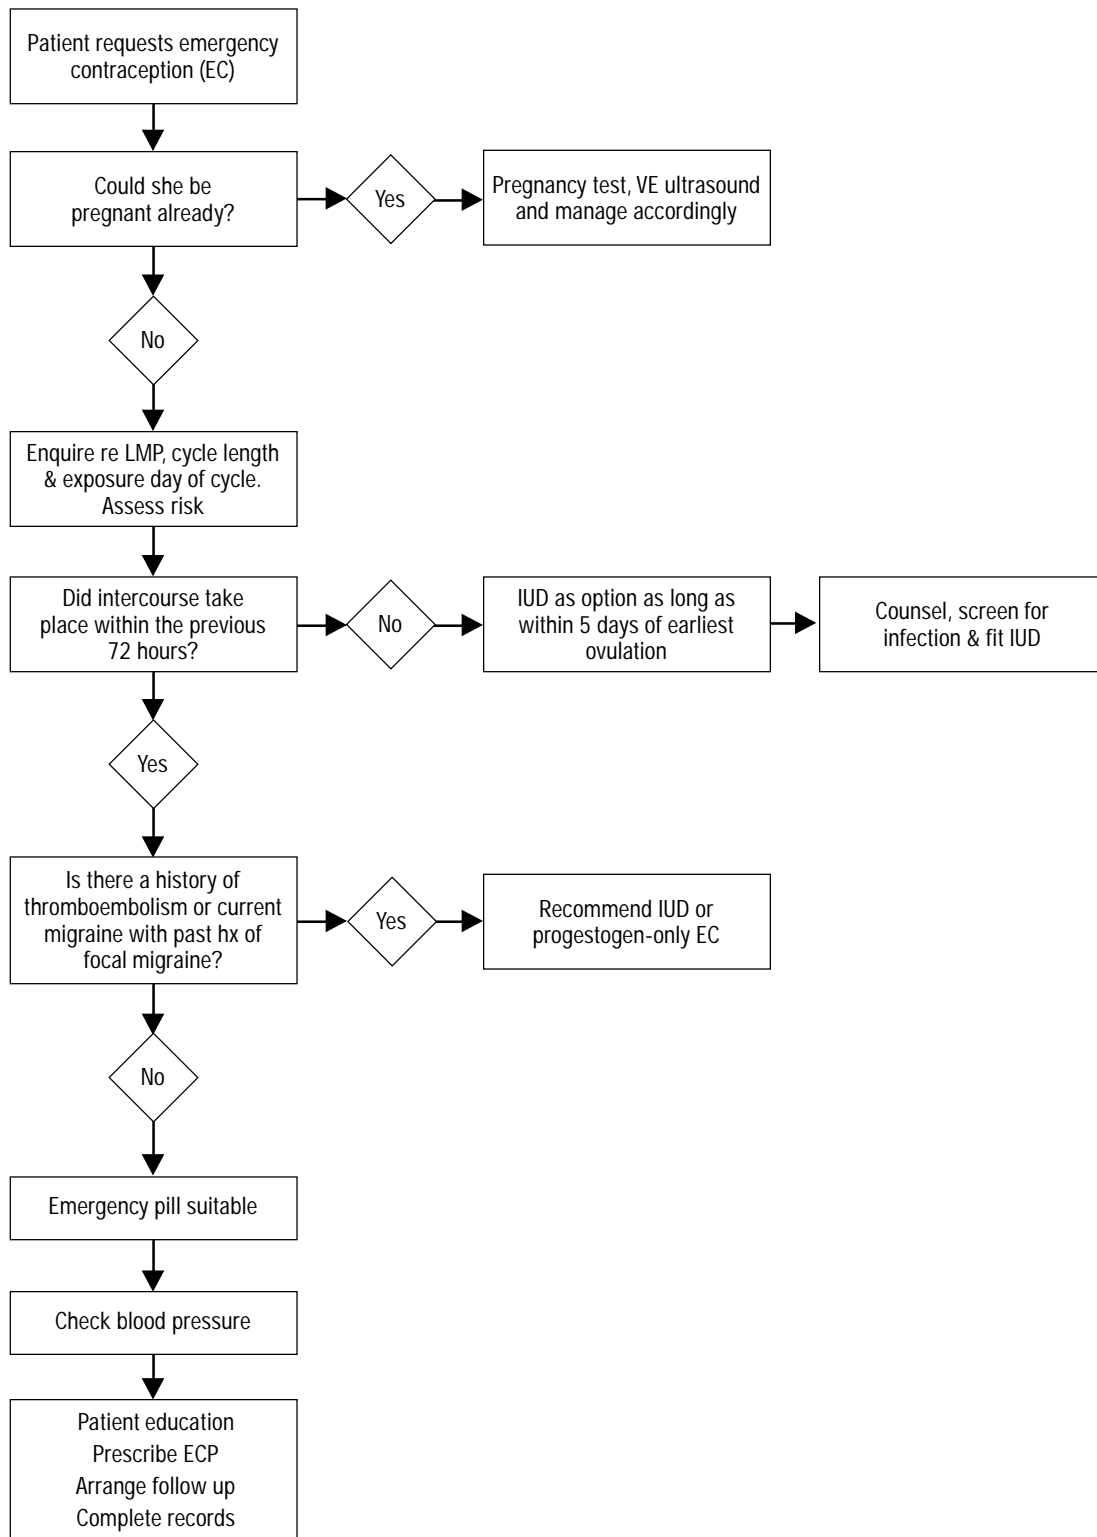 Patient requests emergency
contraception (EC)
Could she be
pregnant already?
Yes
Pregnancy test, VE ultrasound
and manage accordingly
No
Enquire re LMP, cycle length
& exposure day of cycle.
Assess risk
Did intercourse take
place within the previous
72 hours?
No
IUD as option as long as
within 5 days of earliest
ovulation
Counsel, screen for
infection & fit IUD
Yes
Is there a history of
thromboembolism or current
migraine with past hx of
focal migraine?
Yes
Recommend IUD or
progestogen-only EC
No
Emergency pill suitable
Check blood pressure
Patient education
Prescribe ECP
Arrange follow up
Complete records